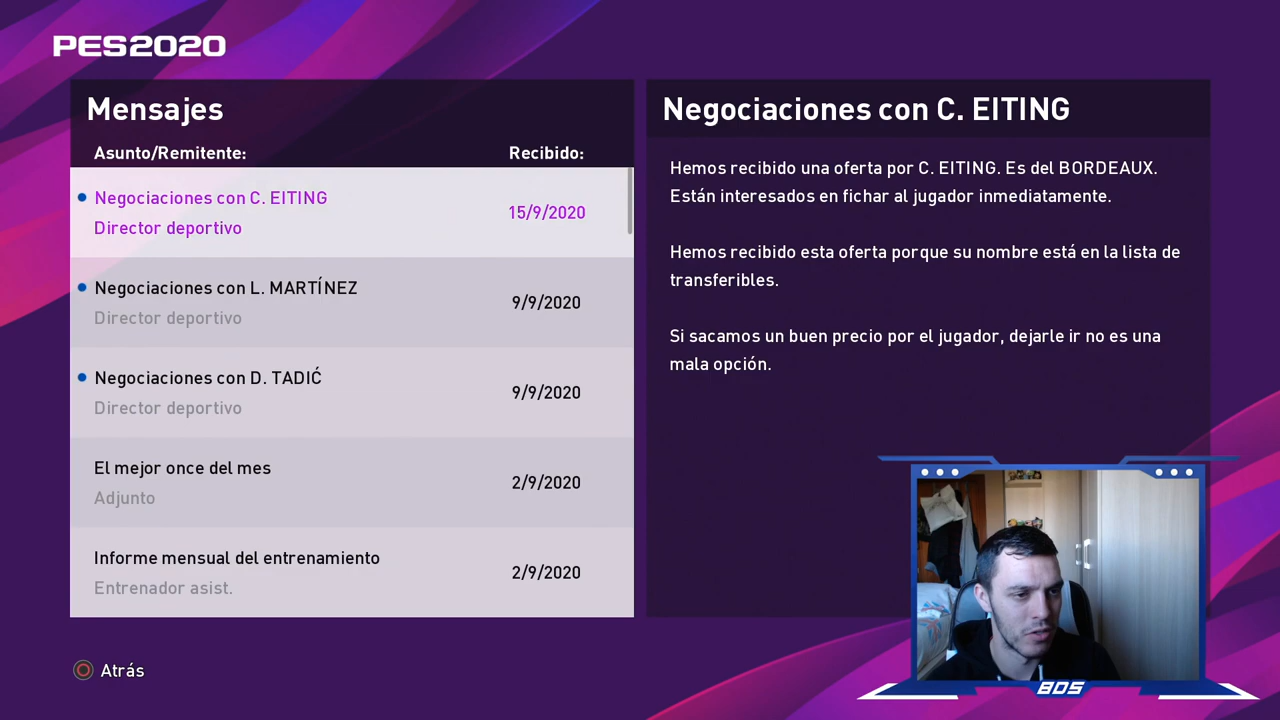 PES2020
Mensajes
Asunto/Remitente:
Recibido:
Negociaciones con C. EITING
Director deportivo
15/9/2020
Negociaciones con L. MARTÍNEZ
Director deportivo
9/9/2020
Negociaciones con D. TADIĆ
Director deportivo
9/9/2020
El mejor once del mes
Adjunto
2/9/2020
Informe mensual del entrenamiento
Entrenador asist.
2/9/2020
Negociaciones con C. EITING
Hemos recibido una oferta por C. EITING. Es del BORDEAUX.
Están interesados en fichar al jugador inmediatamente.
Hemos recibido esta oferta porque su nombre está en la lista de
transferibles.
Si sacamos un buen precio por el jugador, dejarle ir no es una
mala opción.
Atrás
BDS